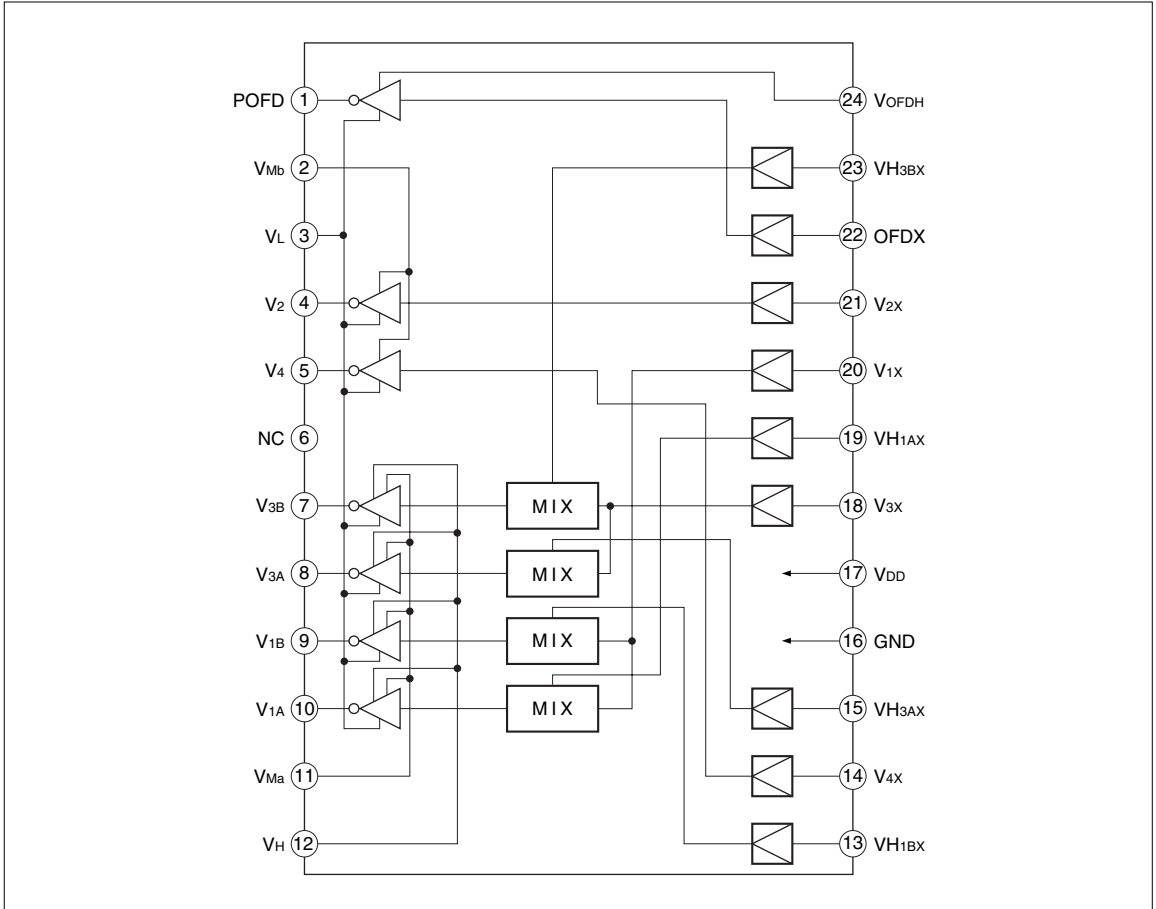 POFD 1
VMb 2
VL 3
V2 4
V4 5
NC 6
V3B 7
V3A 8
V1B 9
V1A 10
VMa 11
VH 12
MIX
MIX
MIX
MIX
24 VOFDH
23 VH3BX
22 OFDX
21 V2X
20 V1X
19 VH1AX
18 V3X
17 VDD
16 GND
15 VH3AX
14 V4X
13 VH1BX